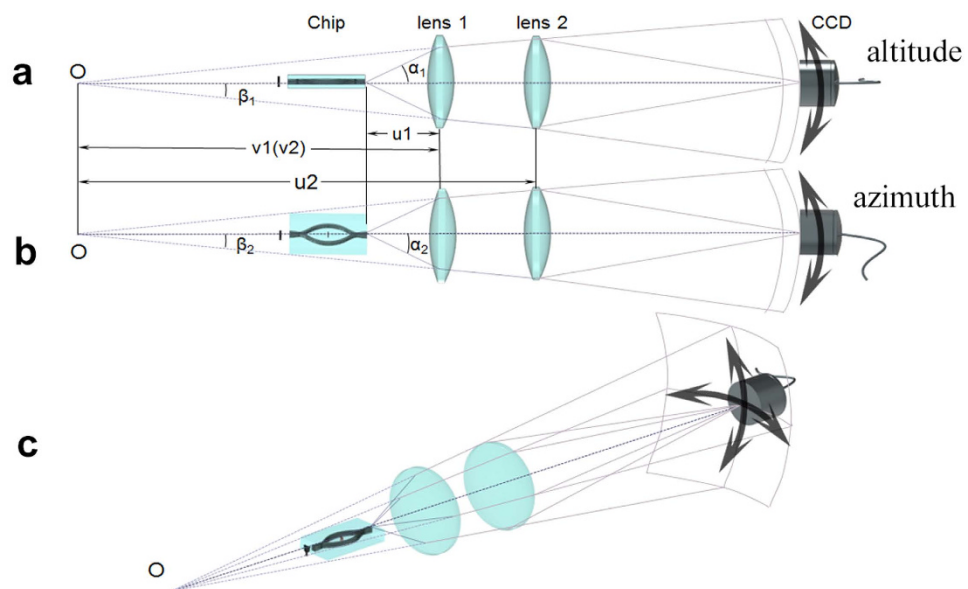 Chip lens 1 lens 2 CCD
a
O
α1
β1
altitude
u1
v1(v2)
u2
azimuth
b
O
β2
α2
c
O